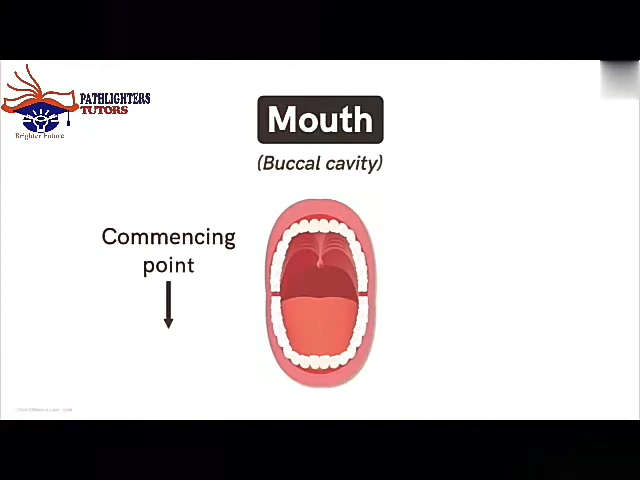 PATHLIGHTERS
TUTORS
Brighter Future
Mouth
(Buccal cavity)
Commencing
point